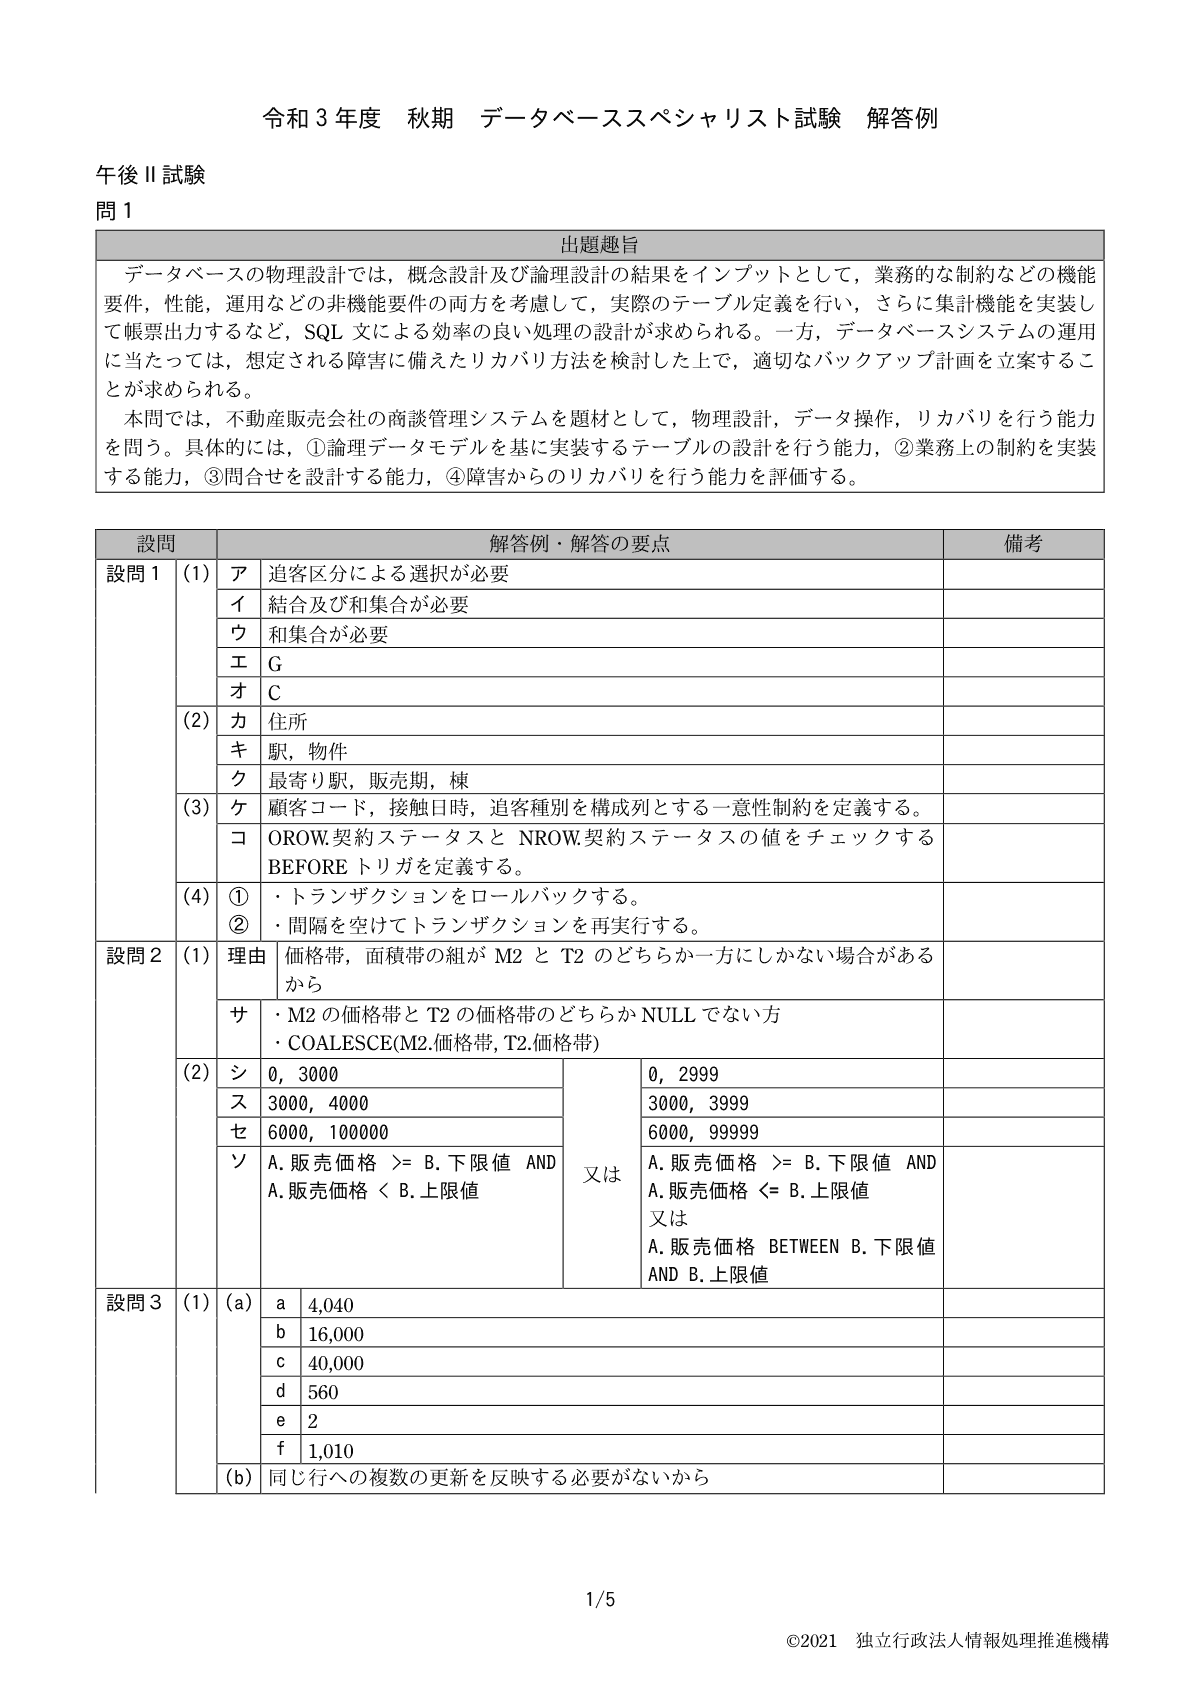 令和3年度　秋期　データベーススペシャリスト試験　解答例
午後Ⅱ試験
問1
出題趣旨
データベースの物理設計では，概念設計及び論理設計の結果をインプットとして，業務的な制約などの機能
要件，性能，運用などの非機能要件の両方を考慮して，実際のテーブル定義を行い，さらに集計機能を実装し
て帳票出力するなど，SQL 文による効率の良い処理の設計が求められる。一方，データベースシステムの運用
に当たっては，想定される障害に備えたリカバリ方法を検討した上で，適切なバックアップ計画を立案するこ
とが求められる。
本問では，不動産販売会社の商談管理システムを題材として，物理設計，データ操作，リカバリを行う能力
を問う。具体的には，①論理データモデルを基に実装するテーブルの設計を行う能力，②業務上の制約を実装
する能力，③問合せを設計する能力，④障害からのリカバリを行う能力を評価する。
設問 解答例・解答の要点 備考
設問1 (1) ア 追客区分による選択が必要
イ 結合及び和集合が必要
ウ 和集合が必要
エ G
オ C
(2) カ 住所
キ 駅，物件
ク 最寄り駅，販売期，棟
(3) ケ 顧客コード，接触日時，追客種別を構成列とする一意性制約を定義する。
コ OROW.契約ステータスと NROW.契約ステータスの値をチェックする
BEFORE トリガを定義する。
(4) ① ・トランザクションをロールバックする。
② ・間隔を空けてトランザクションを再実行する。
設問2 (1) 理由 価格帯，面積帯の組が M2 と T2 のどちらか一方にしかない場合がある
から
サ ・M2 の価格帯と T2 の価格帯のどちらか NULL でない方
・COALESCE(M2.価格帯, T2.価格帯)
(2) シ 0, 3000 0, 2999
ス 3000, 4000 3000, 3999
セ 6000, 100000 6000, 99999
ソ A.販売価格 >= B.下限値 AND 又は A.販売価格 >= B.下限値 AND
A.販売価格 < B.上限値 A.販売価格 <= B.上限値
又は
A.販売価格 BETWEEN B.下限値
AND B.上限値
設問3 (1) (a) a 4,040
b 16,000
c 40,000
d 560
e 2
f 1,010
(b) 同じ行への複数の更新を反映する必要がないから
1/5
©2021　独立行政法人情報処理推進機構